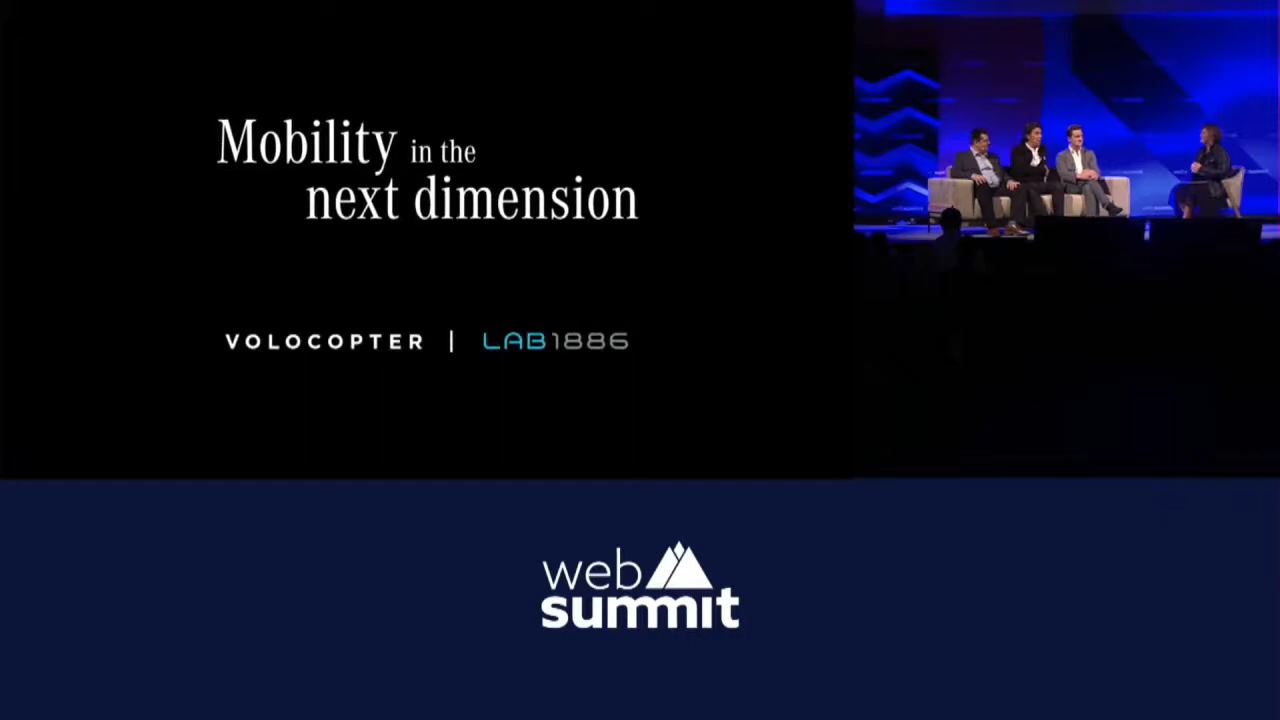 Mobility in the
next dimension
VOLOCOPTER | LAB1886
web
summit